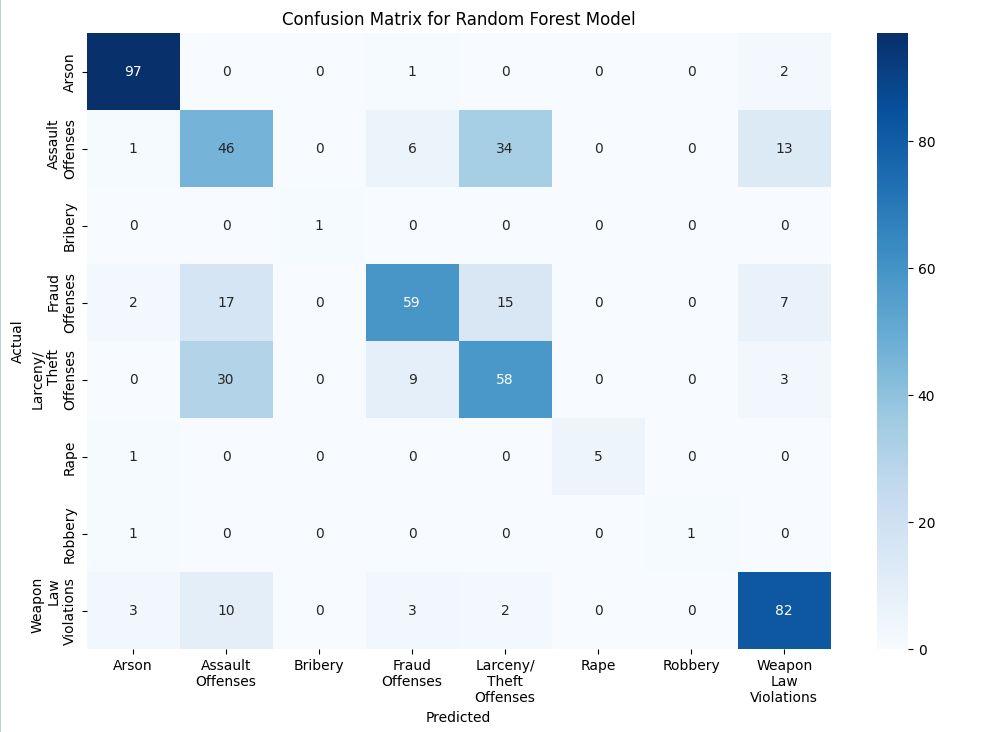 Confusion Matrix for Random Forest Model
Actual
Arson
97 0 0 1 0 0 0 2
Assault
Offenses
1 46 0 6 34 0 0 13
Bribery
0 0 1 0 0 0 0 0
Fraud
Offenses
2 17 0 59 15 0 0 7
Larceny/
Theft
Offenses
0 30 0 9 58 0 0 3
Rape
1 0 0 0 0 5 0 0
Robbery
1 0 0 0 0 0 1 0
Weapon
Law
Violations
3 10 0 3 2 0 0 82
Arson
Assault
Offenses
Bribery
Fraud
Offenses
Larceny/
Theft
Offenses
Rape
Robbery
Weapon
Law
Violations
Predicted
80
60
40
20
0